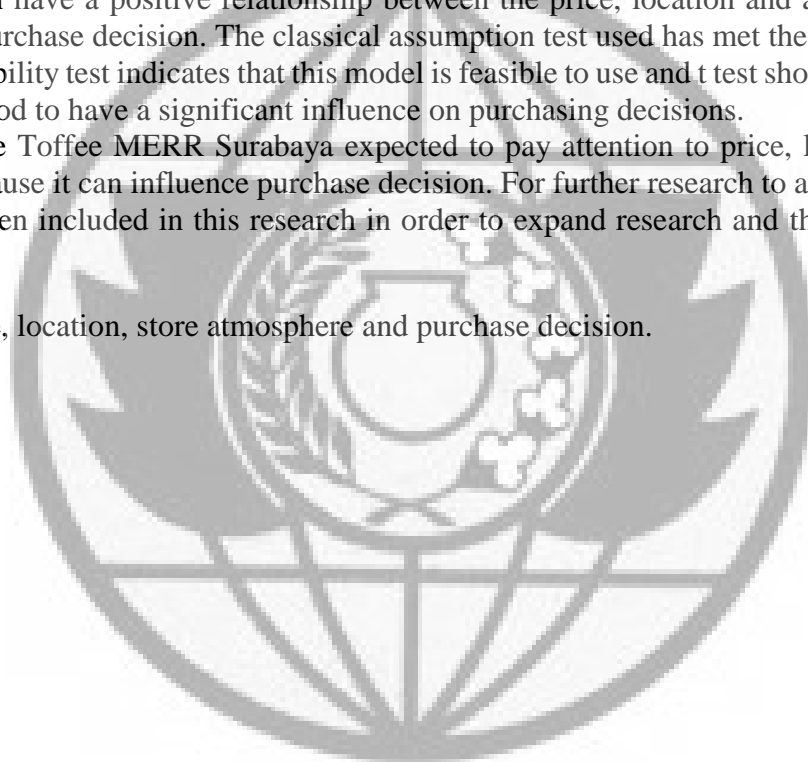 have a positive relationship between the price, location and a
urchase decision. The classical assumption test used has met the
bility test indicates that this model is feasible to use and t test sho
od to have a significant influence on purchasing decisions.
e Toffee MERR Surabaya expected to pay attention to price, l
ause it can influence purchase decision. For further research to a
en included in this research in order to expand research and th
, location, store atmosphere and purchase decision.